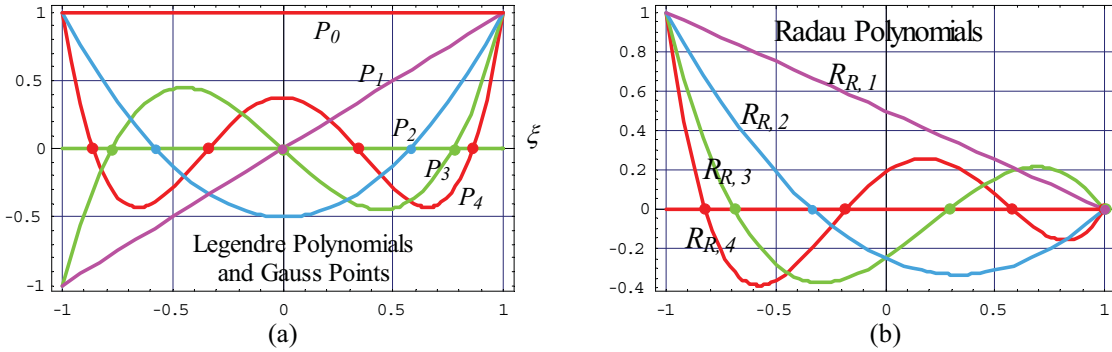 1
0.5
0
-0.5
-1
P0
P1
P2
P3
P4
Legendre Polynomials
and Gauss Points
-1 -0.5 0 0.5 1
ξ
(a)
1
0.8
0.6
0.4
0.2
0
-0.2
-0.4
Radau Polynomials
RR, 1
RR, 2
RR, 3
RR, 4
-1 -0.5 0 0.5 1
(b)